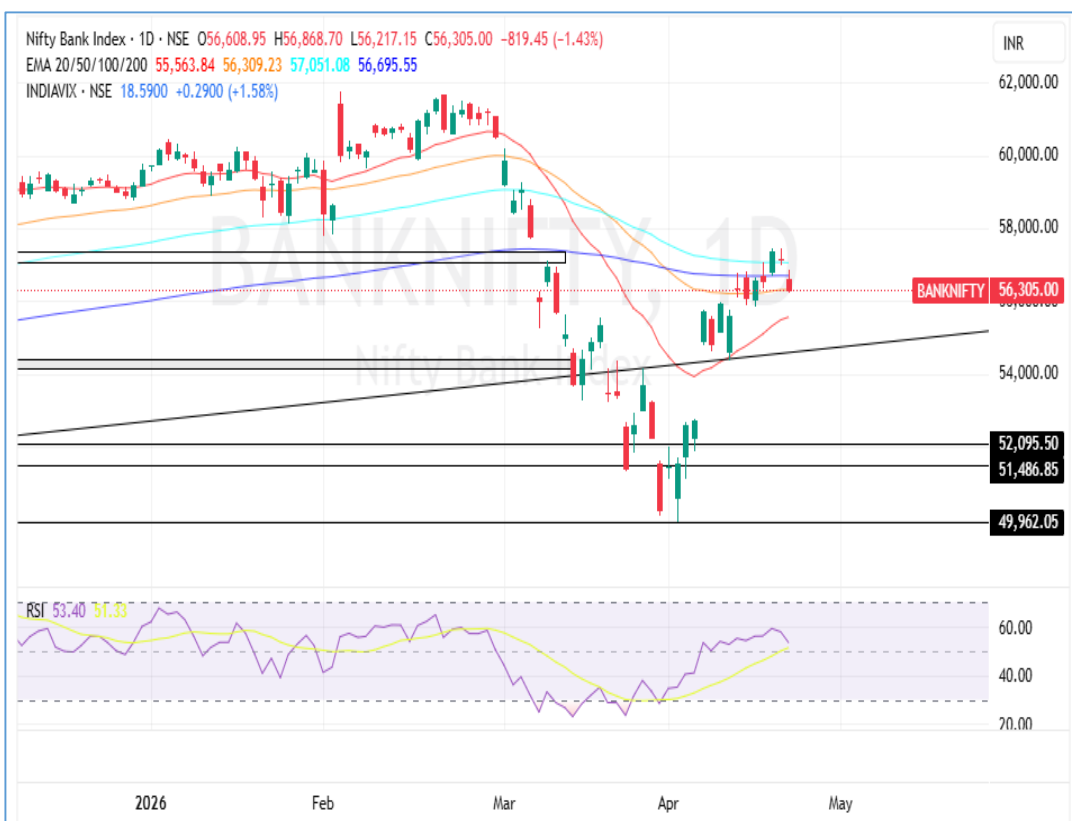 Nifty Bank Index · 1D · NSE O56,608.95 H56,868.70 L56,217.15 C56,305.00 -819.45 (-1.43%)
EMA 20/50/100/200 55,563.84 56,309.23 57,051.08 56,695.55
INDIAVIX · NSE 18.5900 +0.2900 (+1.58%)
INR
62,000.00
60,000.00
58,000.00
BANKNIFTY, 1D
BANKNIFTY 56,305.00
Nifty Bank Index
54,000.00
52,095.50
51,486.85
49,962.05
RSI 53.40 51.33
60.00
40.00
20.00
2026 Feb Mar Apr May